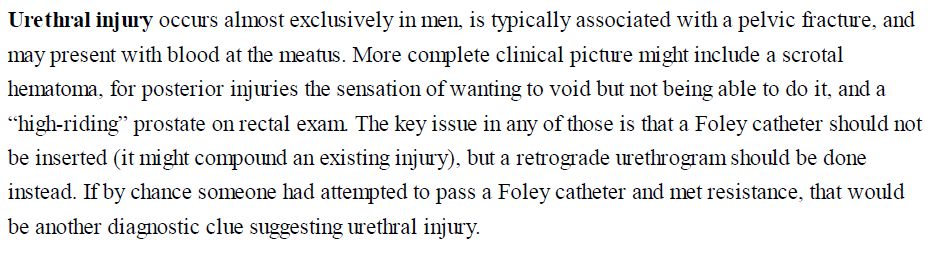 Urethral injury occurs almost exclusively in men, is typically associated with a pelvic fracture, and
may present with blood at the meatus. More complete clinical picture might include a scrotal
hematoma, for posterior injuries the sensation of wanting to void but not being able to do it, and a
“high-riding” prostate on rectal exam. The key issue in any of those is that a Foley catheter should not
be inserted (it might compound an existing injury), but a retrograde urethrogram should be done
instead. If by chance someone had attempted to pass a Foley catheter and met resistance, that would
be another diagnostic clue suggesting urethral injury.